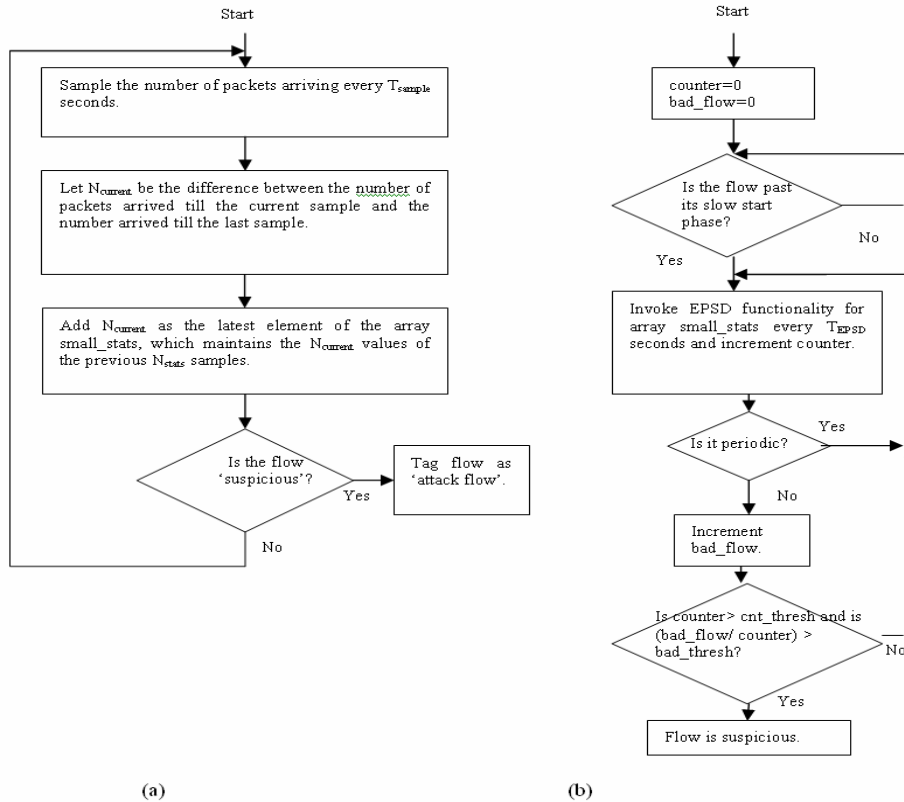 Start
Sample the number of packets arriving every Tsample
seconds.
Let Ncurrent be the difference between the number of
packets arrived till the current sample and the
number arrived till the last sample.
Add Ncurrent as the latest element of the array
small_stats, which maintains the Ncurrent values of
the previous Nstats samples.
Is the flow
‘suspicious’?
Yes
Tag flow as
‘attack flow’.
No
(a)
Start
counter=0
bad_flow=0
Is the flow past
its slow start
phase?
No
Yes
Invoke EPSD functionality for
array small_stats every TEPSD
seconds and increment counter.
Is it periodic?
Yes
No
Increment
bad_flow.
Is counter> cnt_thresh and is
(bad_flow/ counter) >
bad_thresh?
No
Yes
Flow is suspicious.
(b)